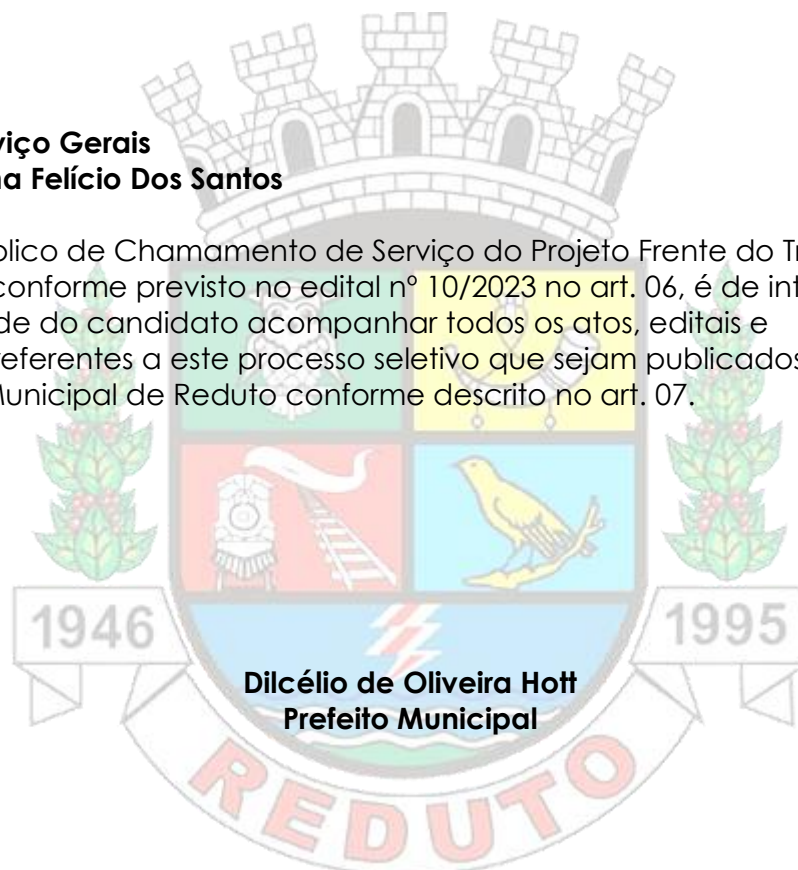 viço Gerais
na Felício Dos Santos
blico de Chamamento de Serviço do Projeto Frente do Tr
conforme previsto no edital nº 10/2023 no art. 06, é de int
de do candidato acompanhar todos os atos, editais e
referentes a este processo seletivo que sejam publicados
Municipal de Reduto conforme descrito no art. 07.
1946
1995
Dilcélio de Oliveira Hott
Prefeito Municipal
REDUTO